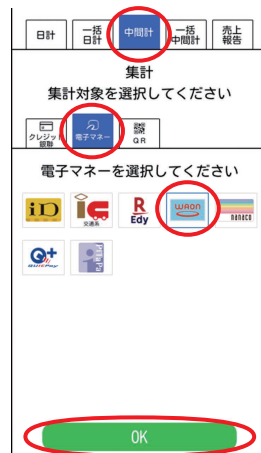 日計
一括
日計
中間計
一括
中間計
売上
報告
集計
集計対象を選択してください
クレジット
銀聯
電子マネー
QR
電子マネーを選択してください
iD
交通系
R
Edy
WAON
nanaco
QUICPay
PiTaPa
OK